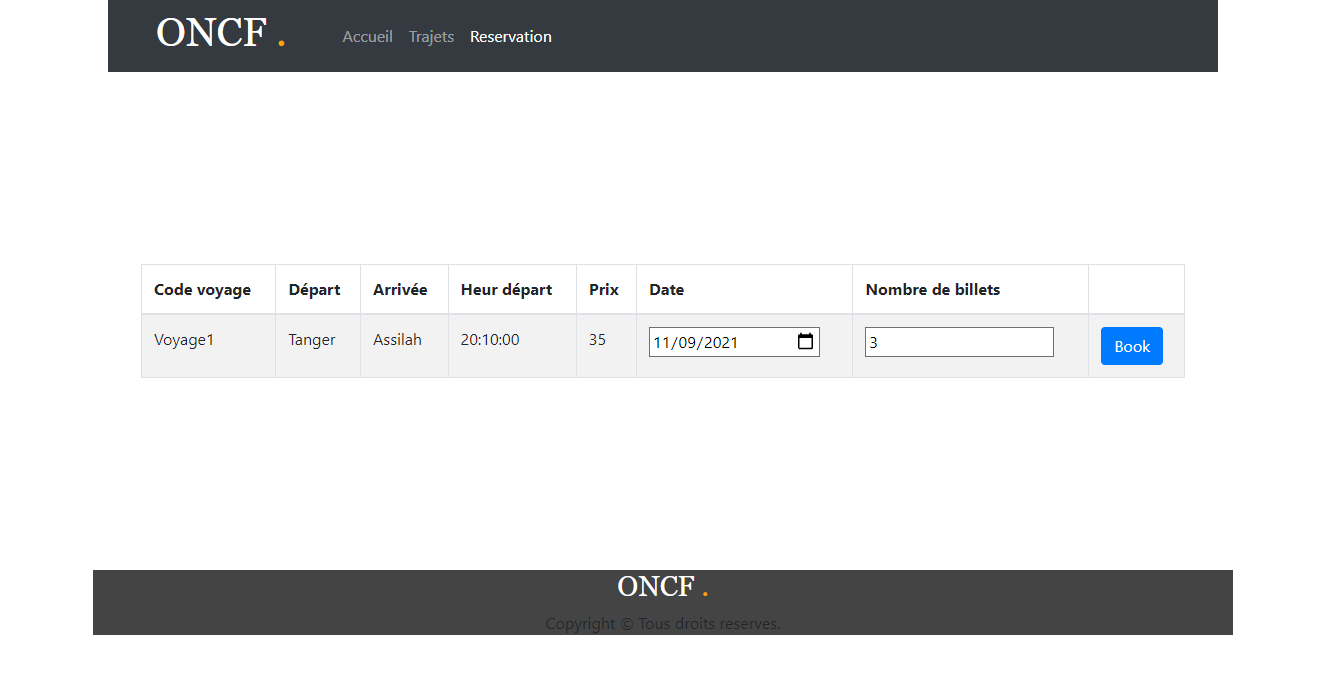 ONCF .
Accueil Trajets Reservation
Code voyage Départ Arrivée Heur départ Prix Date Nombre de billets
Voyage1 Tanger Assilah 20:10:00 35 11/09/2021 3 Book
ONCF .
Copyright © Tous droits reserves.